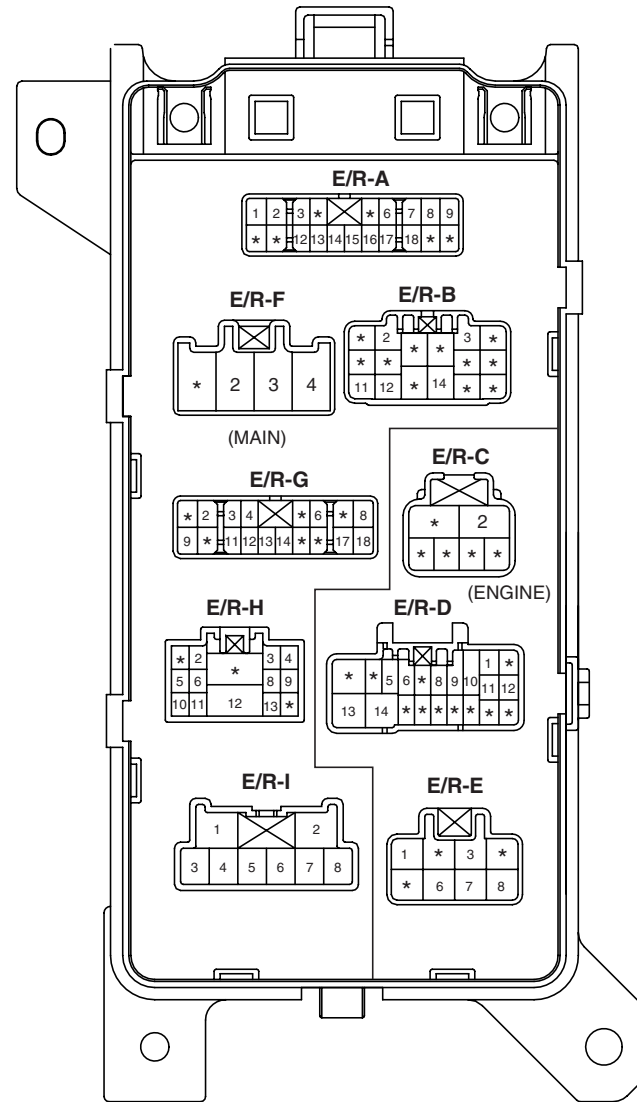 E/R-A
1 2 3 * * 6 7 8 9
* * 12 13 14 15 16 17 18 * *
E/R-F
* 2 3 4
(MAIN)
E/R-B
* 2 * * 3 *
* * * *
11 12 * 14 * *
E/R-G
* 2 3 4 * 6 * 8
9 * 11 12 13 14 * * 17 18
E/R-C
* 2
* * * *
(ENGINE)
E/R-H
* 2 * 3 4
5 6 8 9
10 11 12 13 *
E/R-D
* * 5 6 * 8 9 10 1 *
11 12
13 14 * * * * * * *
E/R-I
1 2
3 4 5 6 7 8
E/R-E
1 * 3 *
* 6 7 8